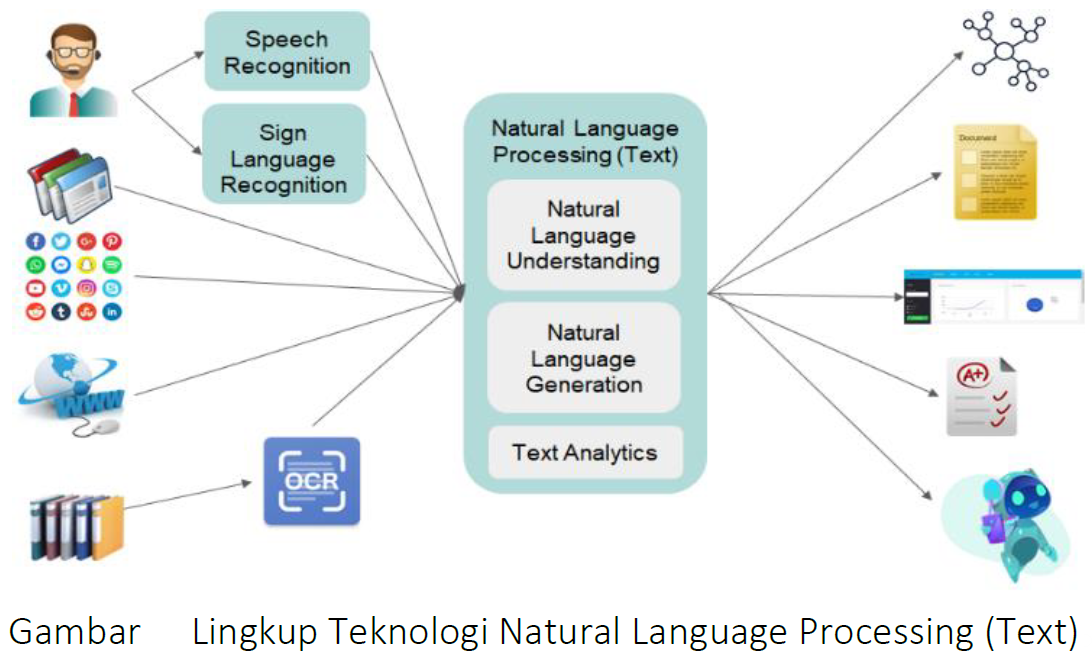 Speech
Recognition
Sign
Language
Recognition
Natural Language
Processing (Text)
Natural
Language
Understanding
Natural
Language
Generation
Text Analytics
WWW
OCR
Document
A+
Gambar Lingkup Teknologi Natural Language Processing (Text)